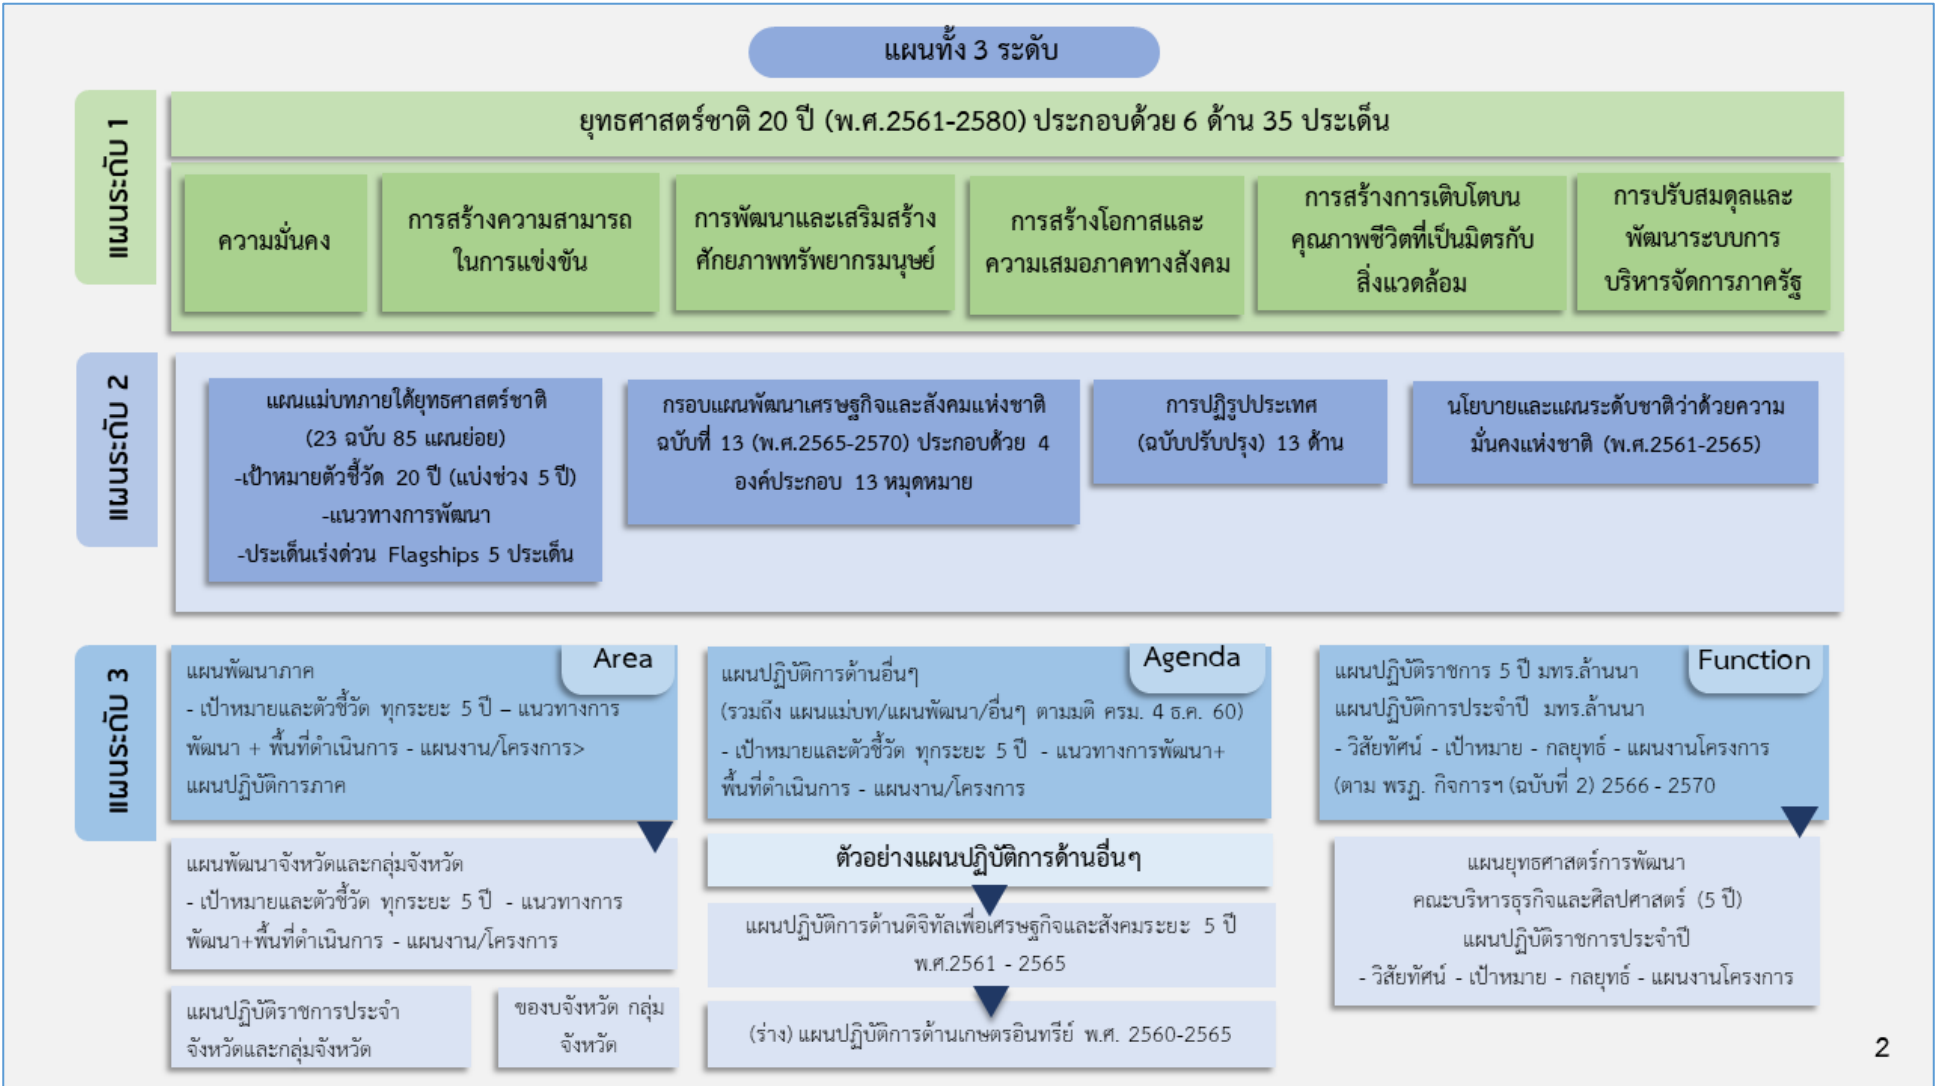 แผนทั้ง 3 ระดับ
แผนระดับ 1
ยุทธศาสตร์ชาติ 20 ปี (พ.ศ.2561-2580) ประกอบด้วย 6 ด้าน 35 ประเด็น
ความมั่นคง
การสร้างความสามารถ
ในการแข่งขัน
การพัฒนาและเสริมสร้าง
ศักยภาพทรัพยากรมนุษย์
การสร้างโอกาสและ
ความเสมอภาคทางสังคม
การสร้างการเติบโตบน
คุณภาพชีวิตที่เป็นมิตรกับ
สิ่งแวดล้อม
การปรับสมดุลและ
พัฒนาระบบการ
บริหารจัดการภาครัฐ
แผนระดับ 2
แผนแม่บทภายใต้ยุทธศาสตร์ชาติ
(23 ฉบับ 85 แผนย่อย)
-เป้าหมายตัวชี้วัด 20 ปี (แบ่งช่วง 5 ปี)
-แนวทางการพัฒนา
-ประเด็นเร่งด่วน Flagships 5 ประเด็น
กรอบแผนพัฒนาเศรษฐกิจและสังคมแห่งชาติ
ฉบับที่ 13 (พ.ศ.2565-2570) ประกอบด้วย 4
องค์ประกอบ 13 หมุดหมาย
การปฏิรูปประเทศ
(ฉบับปรับปรุง) 13 ด้าน
นโยบายและแผนระดับชาติว่าด้วยความ
มั่นคงแห่งชาติ (พ.ศ.2561-2565)
แผนระดับ 3
Area
แผนพัฒนาภาค
- เป้าหมายและตัวชี้วัด ทุกระยะ 5 ปี – แนวทางการ
พัฒนา + พื้นที่ดำเนินการ - แผนงาน/โครงการ>
แผนปฏิบัติการภาค
แผนพัฒนาจังหวัดและกลุ่มจังหวัด
- เป้าหมายและตัวชี้วัด ทุกระยะ 5 ปี - แนวทางการ
พัฒนา+พื้นที่ดำเนินการ - แผนงาน/โครงการ
แผนปฏิบัติราชการประจำ
จังหวัดและกลุ่มจังหวัด
ของบจังหวัด กลุ่ม
จังหวัด
Agenda
แผนปฏิบัติการด้านอื่นๆ
(รวมถึง แผนแม่บท/แผนพัฒนา/อื่นๆ ตามมติ ครม. 4 ธ.ค. 60)
- เป้าหมายและตัวชี้วัด ทุกระยะ 5 ปี - แนวทางการพัฒนา+
พื้นที่ดำเนินการ - แผนงาน/โครงการ
ตัวอย่างแผนปฏิบัติการด้านอื่นๆ
แผนปฏิบัติการด้านดิจิทัลเพื่อเศรษฐกิจและสังคมระยะ 5 ปี
พ.ศ.2561 - 2565
(ร่าง) แผนปฏิบัติการด้านเกษตรอินทรีย์ พ.ศ. 2560-2565
Function
แผนปฏิบัติราชการ 5 ปี มทร.ล้านนา
แผนปฏิบัติการประจำปี มทร.ล้านนา
- วิสัยทัศน์ - เป้าหมาย - กลยุทธ์ - แผนงานโครงการ
(ตาม พรฎ. กิจการฯ (ฉบับที่ 2) 2566 - 2570
แผนยุทธศาสตร์การพัฒนา
คณะบริหารธุรกิจและศิลปศาสตร์ (5 ปี)
แผนปฏิบัติราชการประจำปี
- วิสัยทัศน์ - เป้าหมาย - กลยุทธ์ - แผนงานโครงการ
2